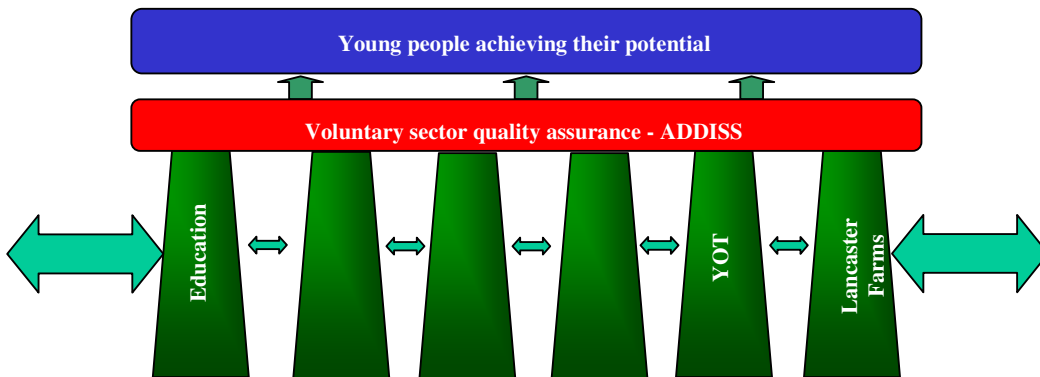 Young people achieving their potential
Voluntary sector quality assurance - ADDISS
Education
YOT
Lancaster
Farms